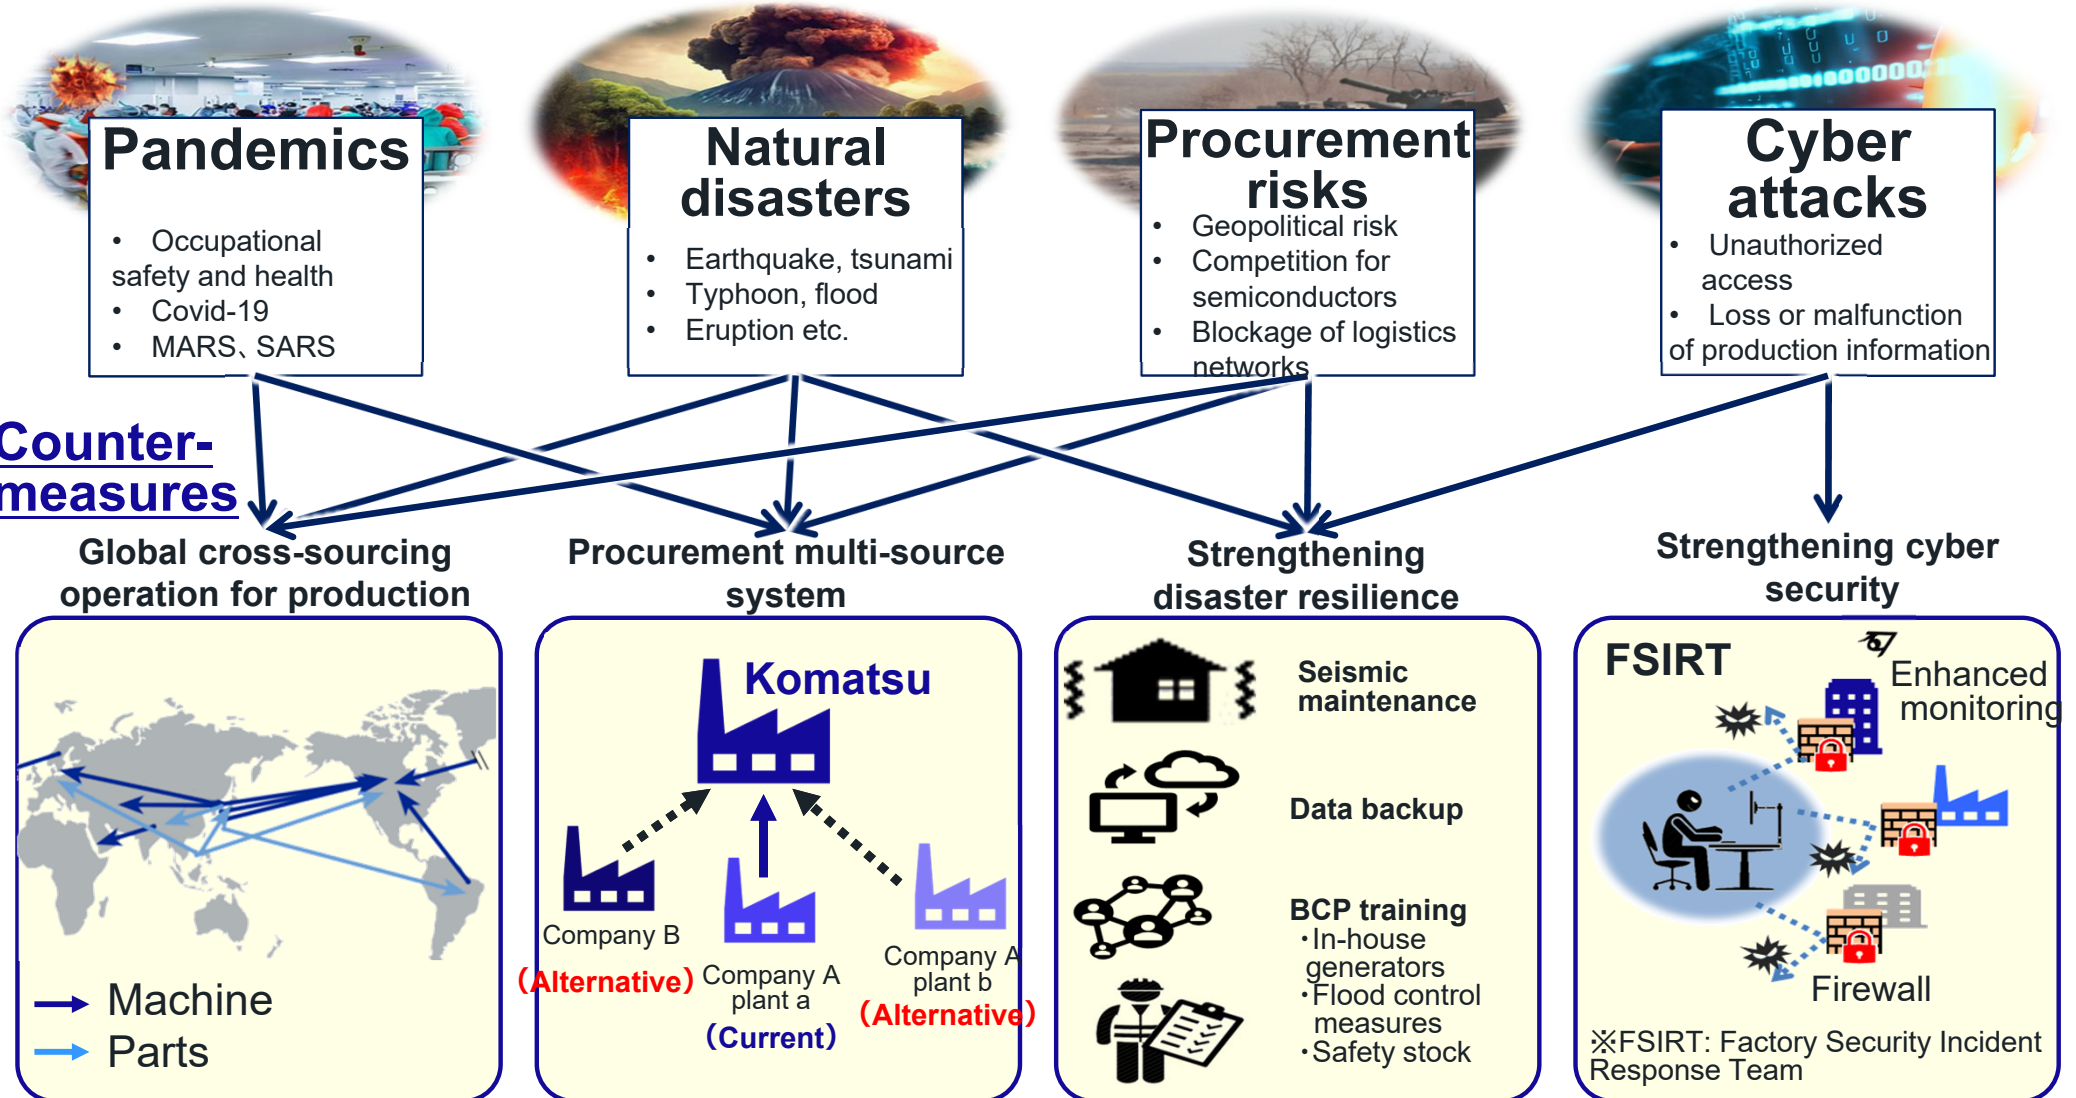 Pandemics
• Occupational
safety and health
• Covid-19
• MARS、SARS
Natural
disasters
• Earthquake, tsunami
• Typhoon, flood
• Eruption etc.
Procurement
risks
• Geopolitical risk
• Competition for
semiconductors
• Blockage of logistics
networks
Cyber
attacks
• Unauthorized
access
• Loss or malfunction
of production information
Counter-
measures
Global cross-sourcing
operation for production
Machine
Parts
Procurement multi-source
system
Komatsu
Company B
（Alternative）
Company A
plant a
（Current）
Company A
plant b
（Alternative）
Strengthening
disaster resilience
Seismic
maintenance
Data backup
BCP training
・In-house
generators
・Flood control
measures
・Safety stock
Strengthening cyber
security
FSIRT
Enhanced
monitoring
Firewall
※FSIRT: Factory Security Incident
Response Team